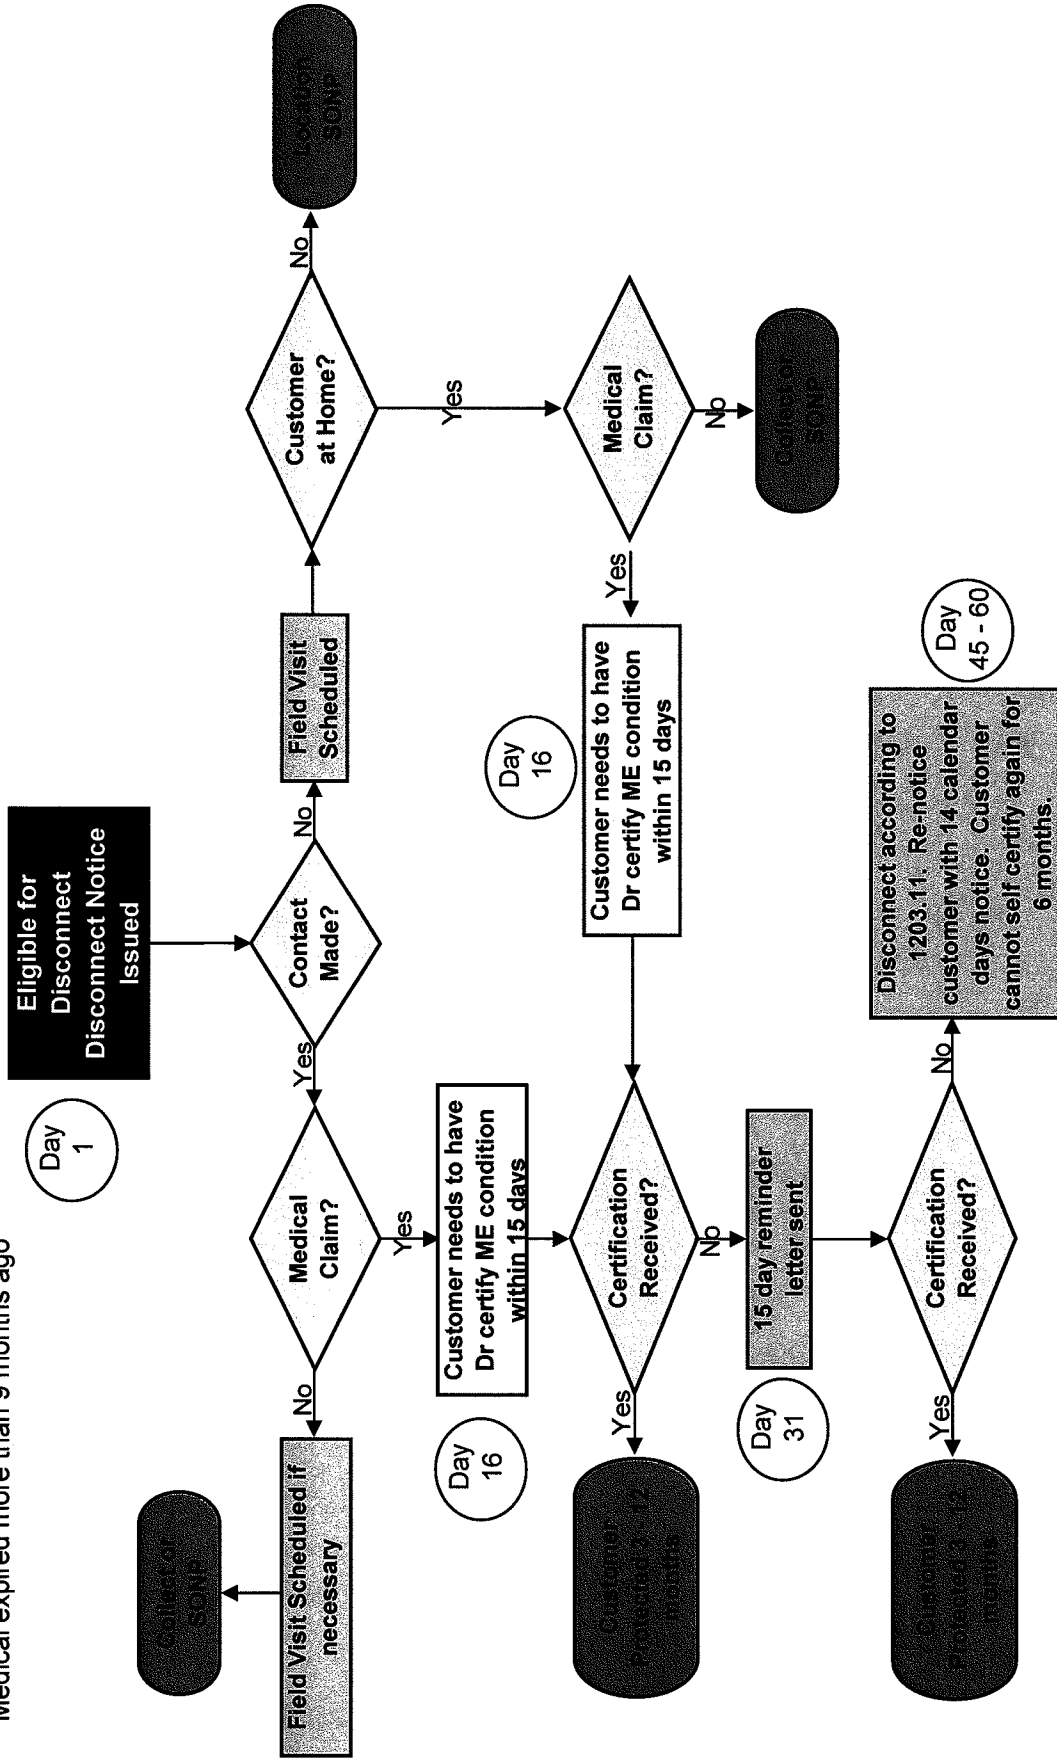 Medical expired more than 9 months ago
Day
1
Eligible for
Disconnect
Disconnect Notice
Issued
Contact
Made?
Yes
No
Medical
Claim?
No
Yes
Field Visit Scheduled if
necessary
Collect or
SONP
Field Visit
Scheduled
Customer
at Home?
No
Location
SONP
Yes
Medical
Claim?
No
Collect or
SONP
Yes
Day
16
Customer needs to have
Dr certify ME condition
within 15 days
Day
16
Customer needs to have
Dr certify ME condition
within 15 days
Certification
Received?
Yes
Customer
Protected 3 - 12
months
No
Day
31
15 day reminder
letter sent
Certification
Received?
Yes
Customer
Protected 3 - 12
months
No
Disconnect according to
1203.11. Re-notice
customer with 14 calendar
days notice. Customer
cannot self certify again for
6 months.
Day
45 - 60